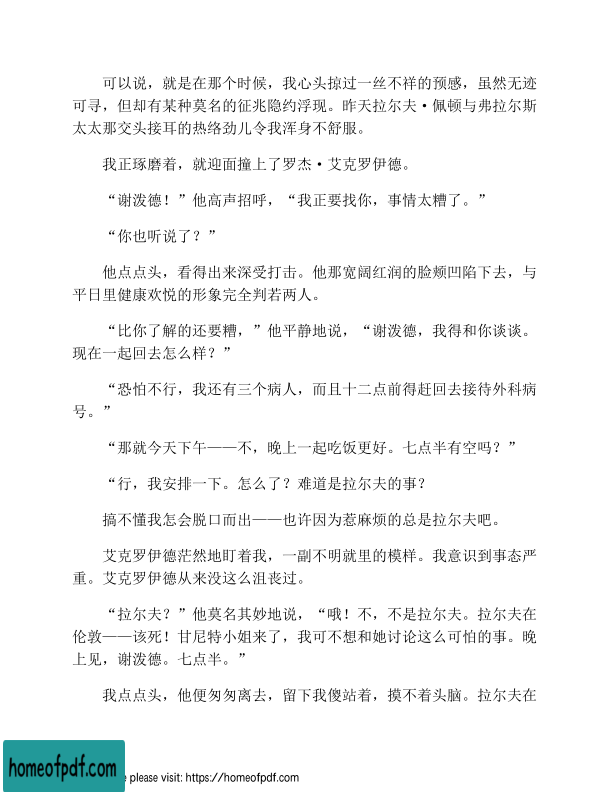 可以说，就是在那个时候，我心头掠过一丝不祥的预感，虽然无迹
可寻，但却有某种莫名的征兆隐约浮现。昨天拉尔夫·佩顿与弗拉尔斯
太太那交头接耳的热络劲儿令我浑身不舒服。
我正琢磨着，就迎面撞上了罗杰·艾克罗伊德。
“谢泼德！”他高声招呼，“我正要找你，事情太糟了。”
“你也听说了？”
他点点头，看得出来深受打击。他那宽阔红润的脸颊凹陷下去，与
平日里健康欢悦的形象完全判若两人。
“比你了解的还要糟，”他平静地说，“谢泼德，我得和你谈谈。
现在一起回去怎么样？”
“恐怕不行，我还有三个病人，而且十二点前得赶回去接待外科病
号。”
“那就今天下午——不，晚上一起吃饭更好。七点半有空吗？”
“行，我安排一下。怎么了？难道是拉尔夫的事？
搞不懂我怎会脱口而出——也许因为惹麻烦的总是拉尔夫吧。
艾克罗伊德茫然地盯着我，一副不明就里的模样。我意识到事态严
重。艾克罗伊德从来没这么沮丧过。
“拉尔夫？”他莫名其妙地说，“哦！不，不是拉尔夫。拉尔夫在
伦敦——该死！甘尼特小姐来了，我可不想和她讨论这么可怕的事。晚
上见，谢泼德。七点半。”
我点点头，他便匆匆离去，留下我傻站着，摸不着头脑。拉尔夫在
homeofpdf.com
e please visit: https://homeofpdf.com